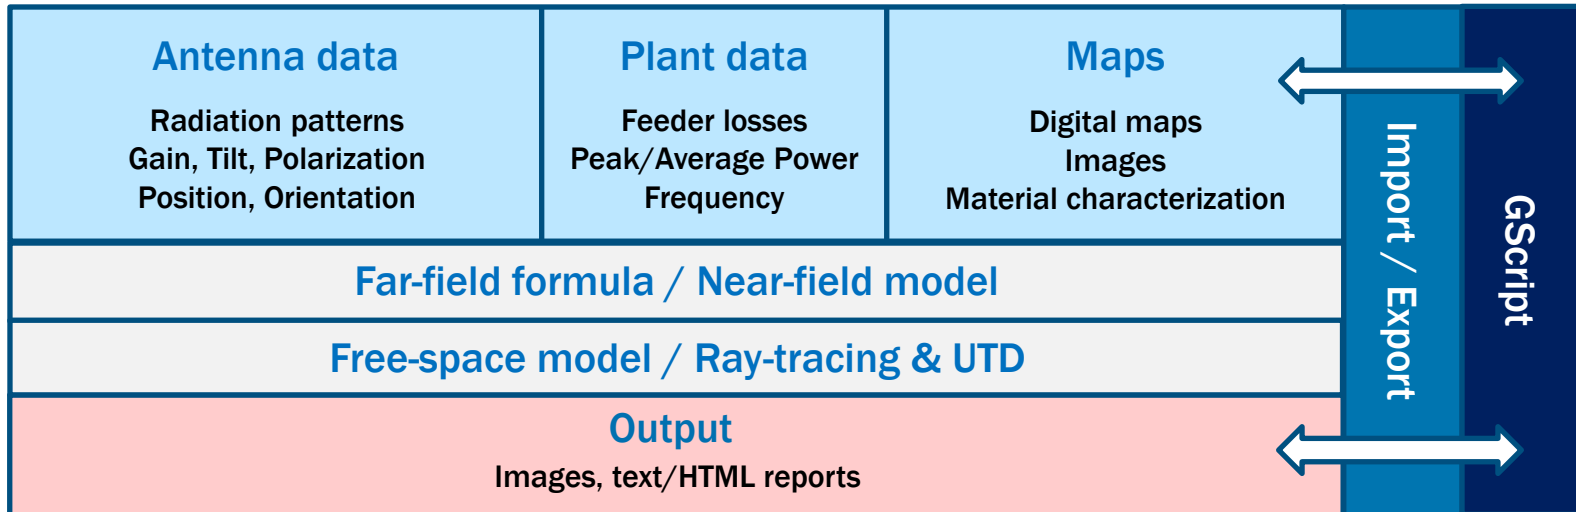 Antenna data
Radiation patterns
Gain, Tilt, Polarization
Position, Orientation
Plant data
Feeder losses
Peak/Average Power
Frequency
Maps
Digital maps
Images
Material characterization
Far-field formula / Near-field model
Free-space model / Ray-tracing & UTD
Output
Images, text/HTML reports
Import / Export
GScript